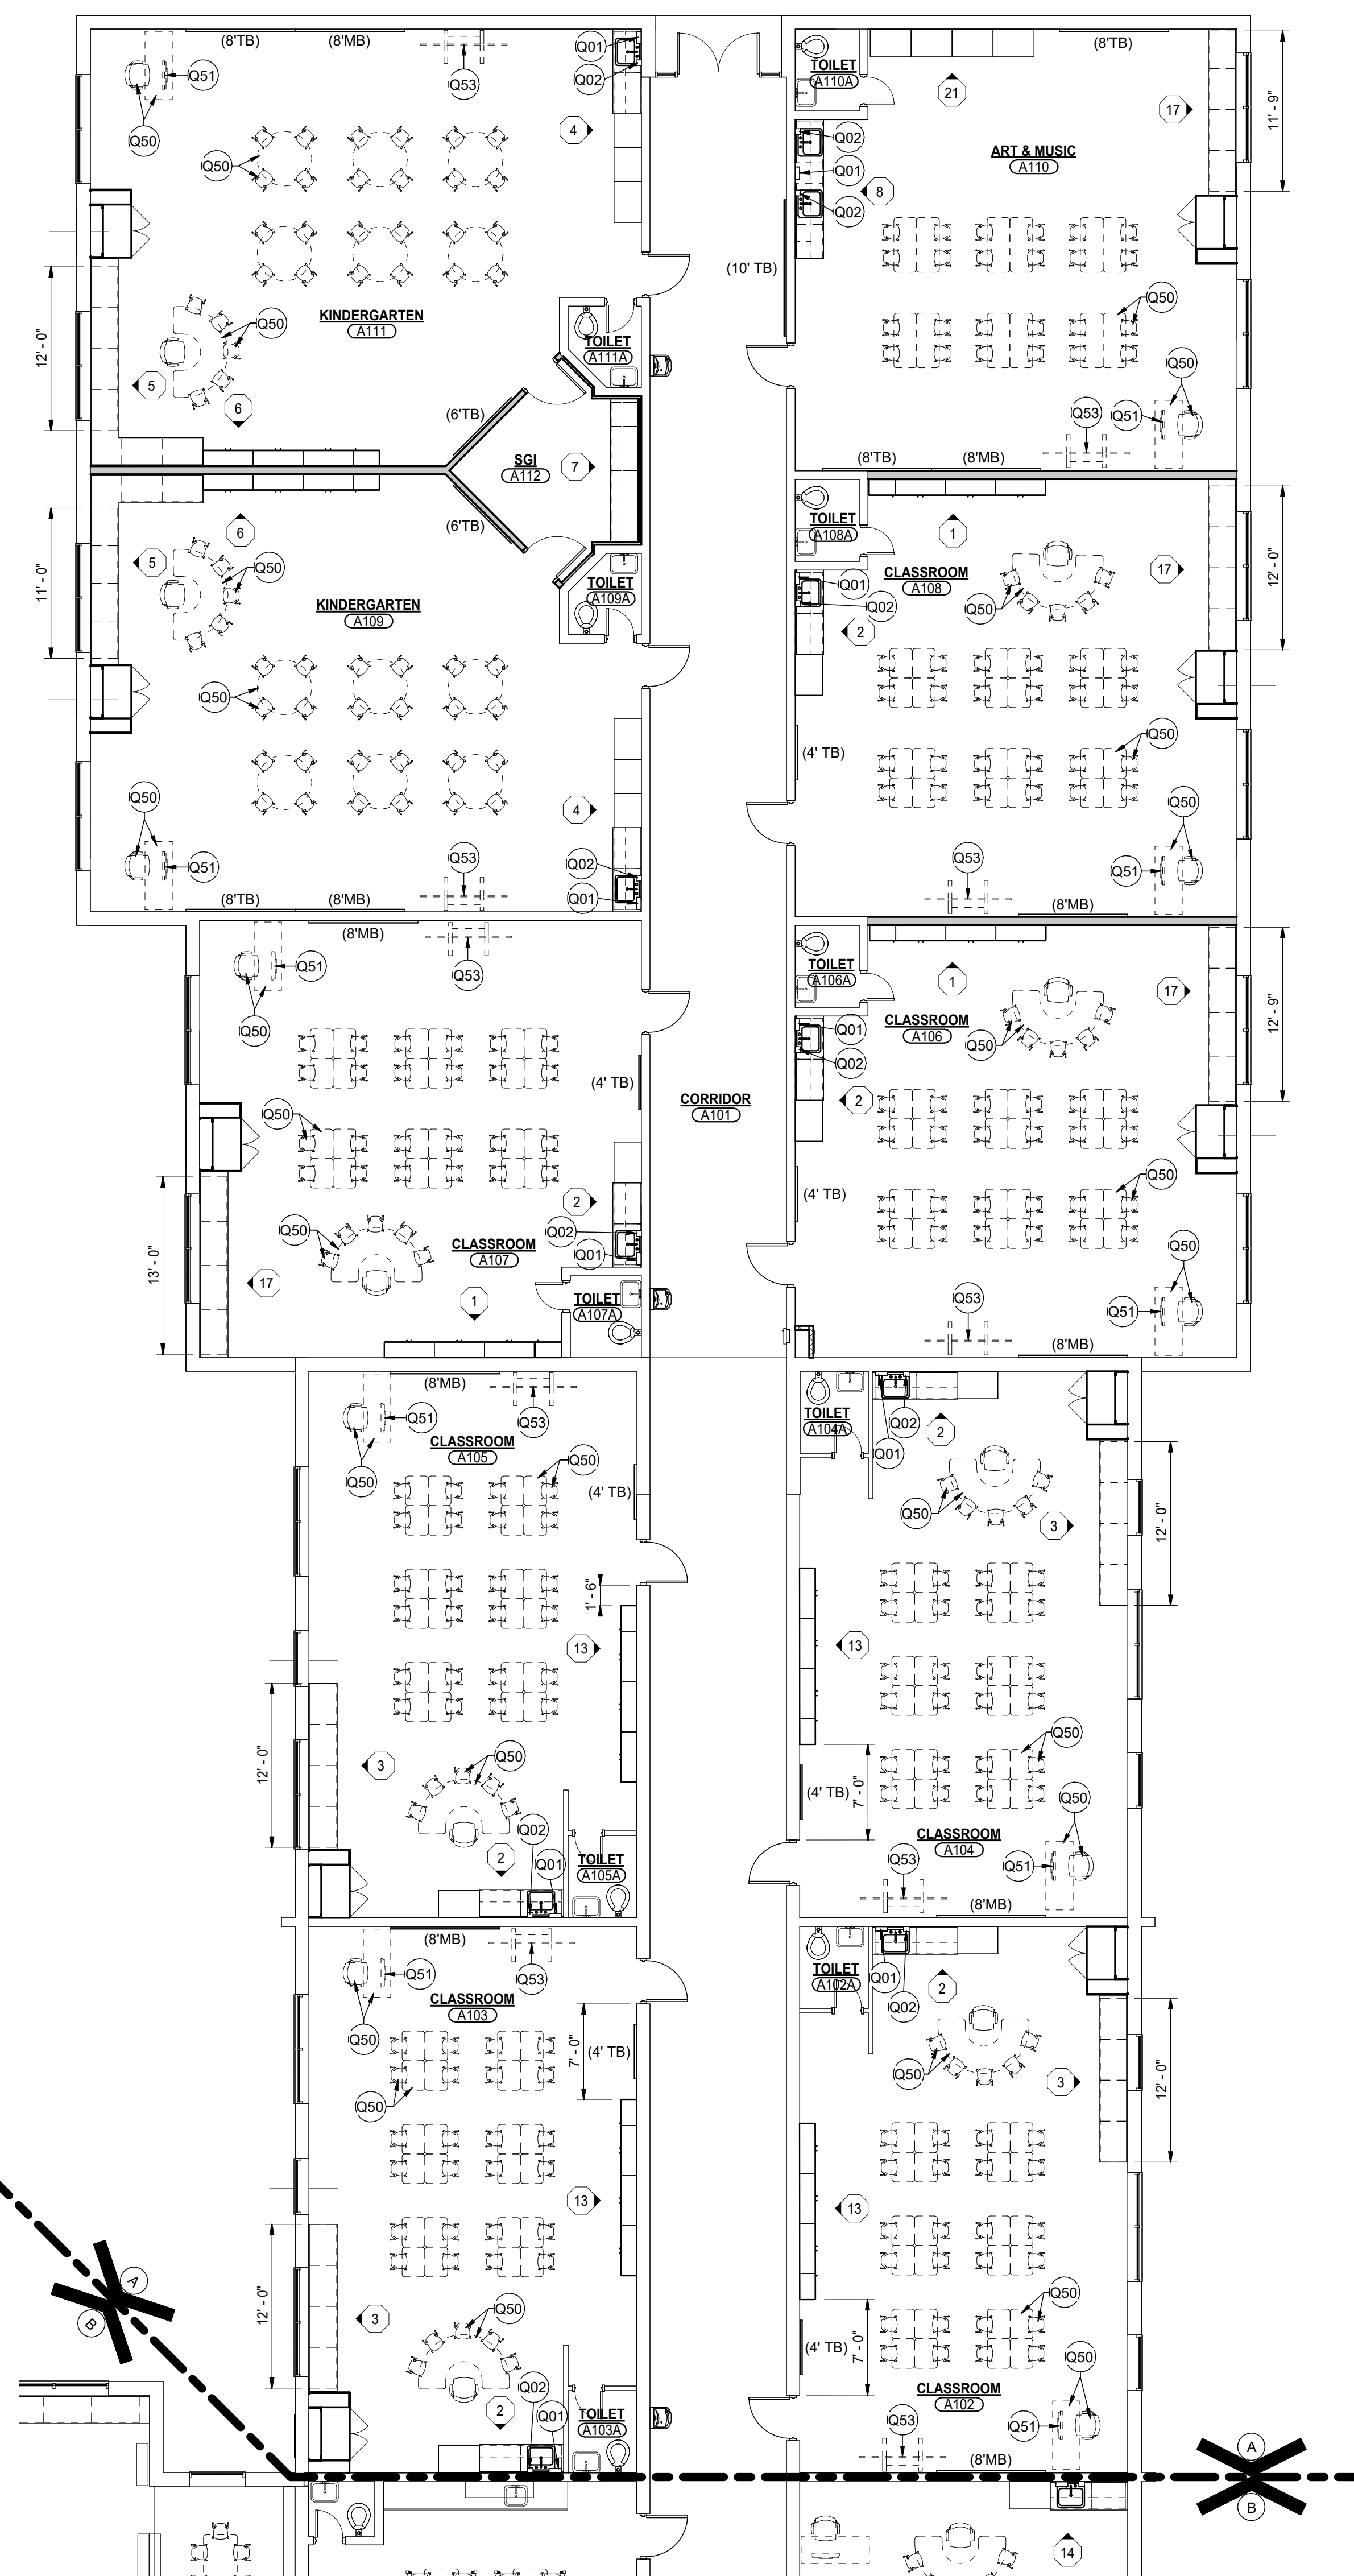 (8'TB)
(8'MB)
Q53
Q01
Q02
Q51
Q50
4
Q50
12' - 0"
KINDERGARTEN
A111
Q50
5
6
TOILET
A111A
(6'TB)
SGI
A112
7
(6'TB)
TOILET
A110A
21
(8'TB)
17
11' - 9"
ART & MUSIC
A110
Q02
Q01
Q02
8
(10' TB)
Q50
Q50
Q53
Q51
(8'TB)
(8'MB)
11' - 0"
5
6
Q50
KINDERGARTEN
A109
TOILET
A109A
Q50
4
Q50
Q51
Q53
Q02
Q01
(8'TB)
(8'MB)
TOILET
A108A
1
17
12' - 0"
CLASSROOM
A108
Q01
Q02
Q50
2
(4' TB)
Q50
Q50
Q53
Q51
(8'MB)
(8'MB)
Q51
Q53
Q50
(4' TB)
Q50
2
Q50
CLASSROOM
A107
Q02
Q01
13' - 0"
17
1
TOILET
A107A
CORRIDOR
A101
TOILET
A106A
1
17
12' - 9"
CLASSROOM
A106
Q01
Q02
Q50
2
(4' TB)
Q50
Q50
Q53
Q51
(8'MB)
(8'MB)
Q51
Q53
CLASSROOM
A105
Q50
Q50
(4' TB)
1' - 6"
13
12' - 0"
3
Q50
Q02
2
Q01
TOILET
A105A
TOILET
A104A
Q02
Q01
2
Q50
3
12' - 0"
13
(4' TB)
7' - 0"
Q50
Q50
CLASSROOM
A104
Q53
Q51
(8'MB)
(8'MB)
Q51
Q53
CLASSROOM
A103
Q50
7' - 0"
(4' TB)
Q50
13
12' - 0"
3
Q50
Q02
2
Q01
TOILET
A103A
TOILET
A102A
Q01
Q02
2
Q50
3
12' - 0"
13
(4' TB)
7' - 0"
Q50
Q50
CLASSROOM
A102
Q53
Q51
(8'MB)
A
B
A
B
14